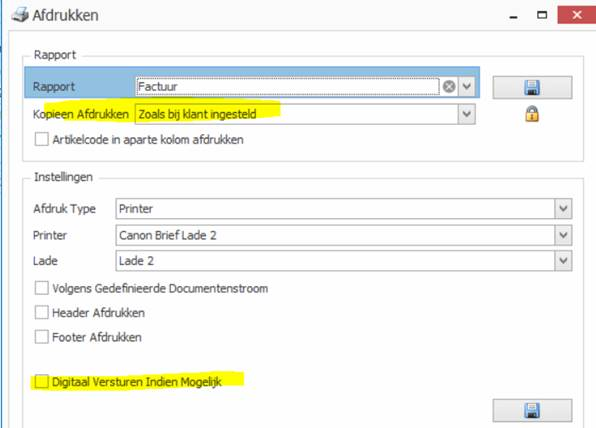 Afdrukken
Rapport
Rapport Factuur
Kopieen Afdrukken Zoals bij klant ingesteld
Artikelcode in aparte kolom afdrukken
Instellingen
Afdruk Type Printer
Printer Canon Brief Lade 2
Lade Lade 2
Volgens Gedefinieerde Documentenstroom
Header Afdrukken
Footer Afdrukken
Digitaal Versturen Indien Mogelijk